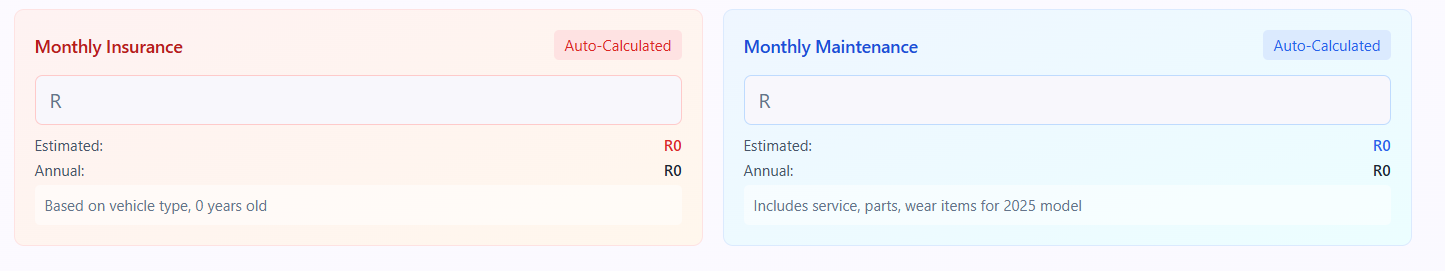 Monthly Insurance
Auto-Calculated
R
Estimated:
R0
Annual:
R0
Based on vehicle type, 0 years old
Monthly Maintenance
Auto-Calculated
R
Estimated:
R0
Annual:
R0
Includes service, parts, wear items for 2025 model